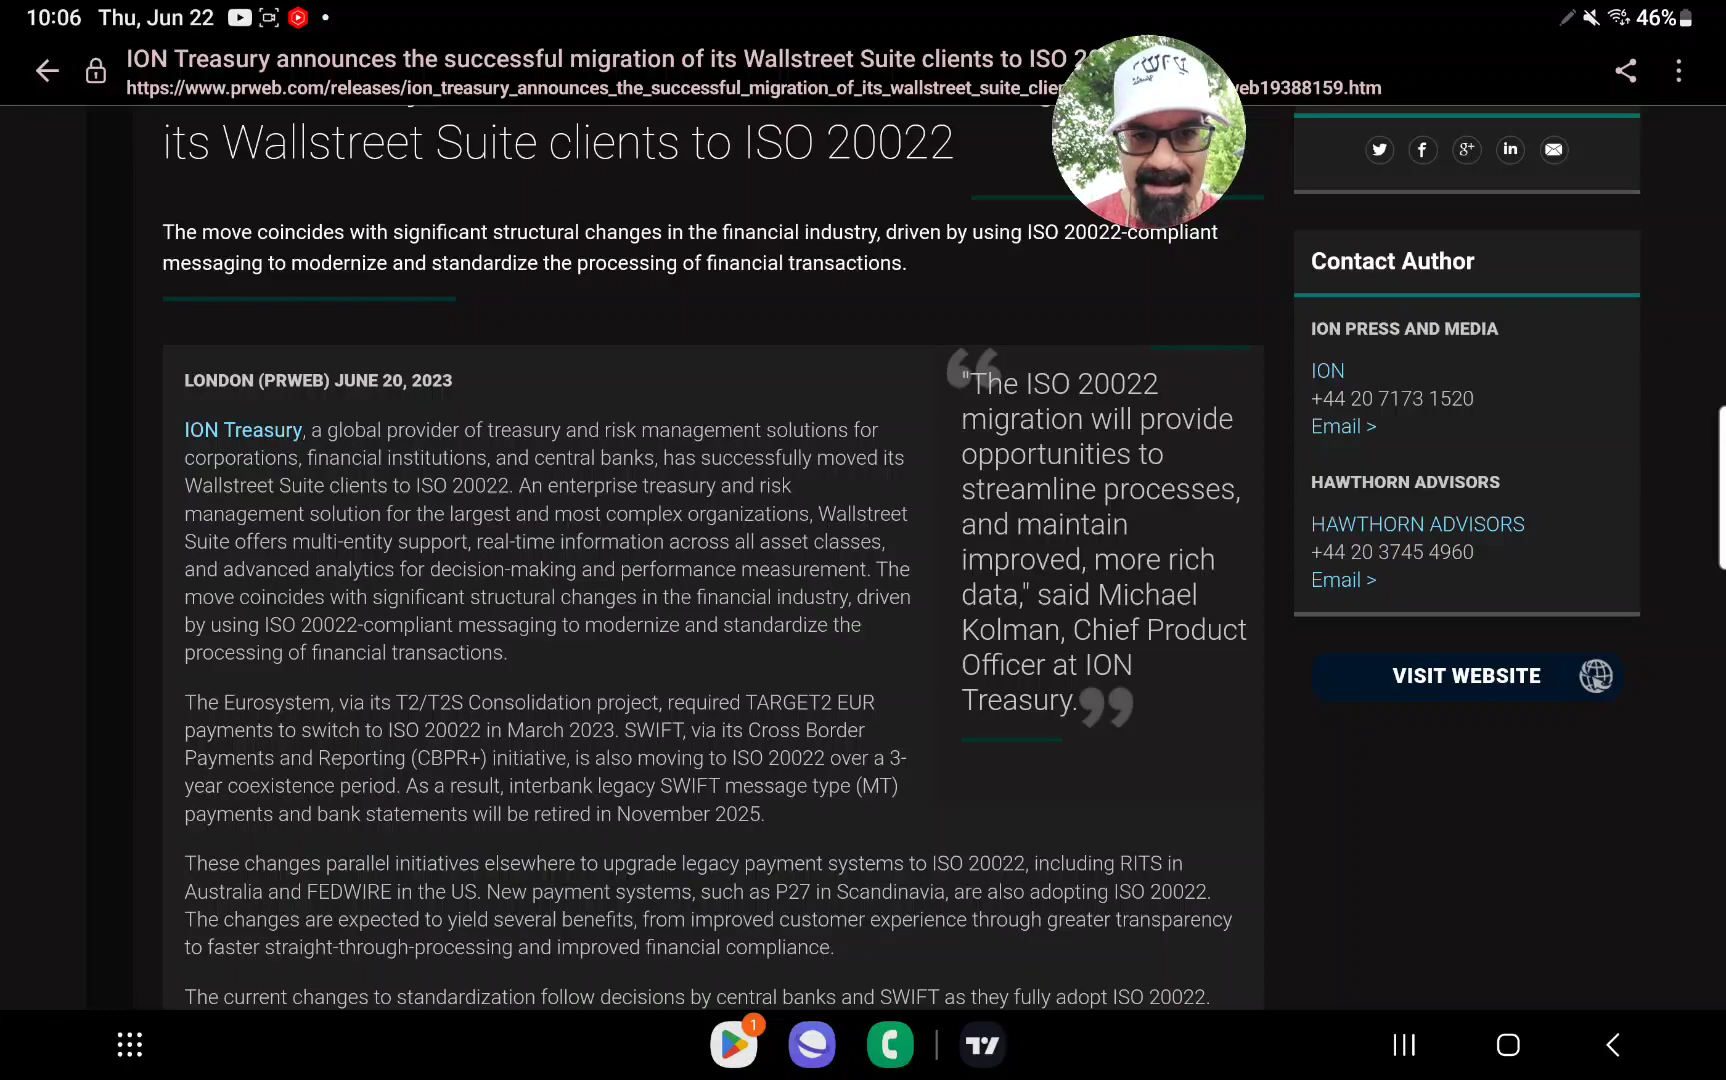 10:06 Thu, Jun 22
46%
ION Treasury announces the successful migration of its Wallstreet Suite clients to ISO
https://www.prweb.com/releases/ion_treasury_announces_the_successful_migration_of_its_wallstreet_suite_clie
eb19388159.htm
its Wallstreet Suite clients to ISO 20022
The move coincides with significant structural changes in the financial industry, driven by using ISO 20022-compliant
messaging to modernize and standardize the processing of financial transactions.
LONDON (PRWEB) JUNE 20, 2023
ION Treasury, a global provider of treasury and risk management solutions for
corporations, financial institutions, and central banks, has successfully moved its
Wallstreet Suite clients to ISO 20022. An enterprise treasury and risk
management solution for the largest and most complex organizations, Wallstreet
Suite offers multi-entity support, real-time information across all asset classes,
and advanced analytics for decision-making and performance measurement. The
move coincides with significant structural changes in the financial industry, driven
by using ISO 20022-compliant messaging to modernize and standardize the
processing of financial transactions.
The Eurosystem, via its T2/T2S Consolidation project, required TARGET2 EUR
payments to switch to ISO 20022 in March 2023. SWIFT, via its Cross Border
Payments and Reporting (CBPR+) initiative, is also moving to ISO 20022 over a 3-
year coexistence period. As a result, interbank legacy SWIFT message type (MT)
payments and bank statements will be retired in November 2025.
"The ISO 20022
migration will provide
opportunities to
streamline processes,
and maintain
improved, more rich
data," said Michael
Kolman, Chief Product
Officer at ION
Treasury.
These changes parallel initiatives elsewhere to upgrade legacy payment systems to ISO 20022, including RITS in
Australia and FEDWIRE in the US. New payment systems, such as P27 in Scandinavia, are also adopting ISO 20022.
The changes are expected to yield several benefits, from improved customer experience through greater transparency
to faster straight-through-processing and improved financial compliance.
The current changes to standardization follow decisions by central banks and SWIFT as they fully adopt ISO 20022.
Contact Author
ION PRESS AND MEDIA
ION
+44 20 7173 1520
Email >
HAWTHORN ADVISORS
HAWTHORN ADVISORS
+44 20 3745 4960
Email >
VISIT WEBSITE
1